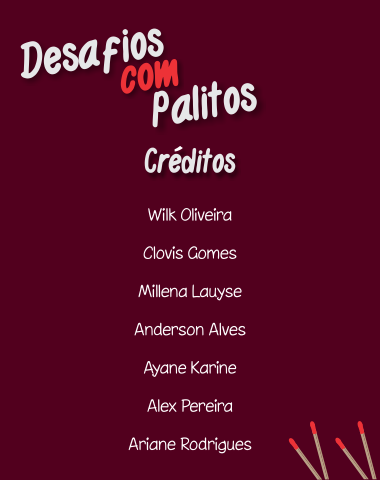 Desafios
com
Palitos
Créditos
Wilk Oliveira
Clovis Gomes
Millena Lauyse
Anderson Alves
Ayane Karine
Alex Pereira
Ariane Rodrigues